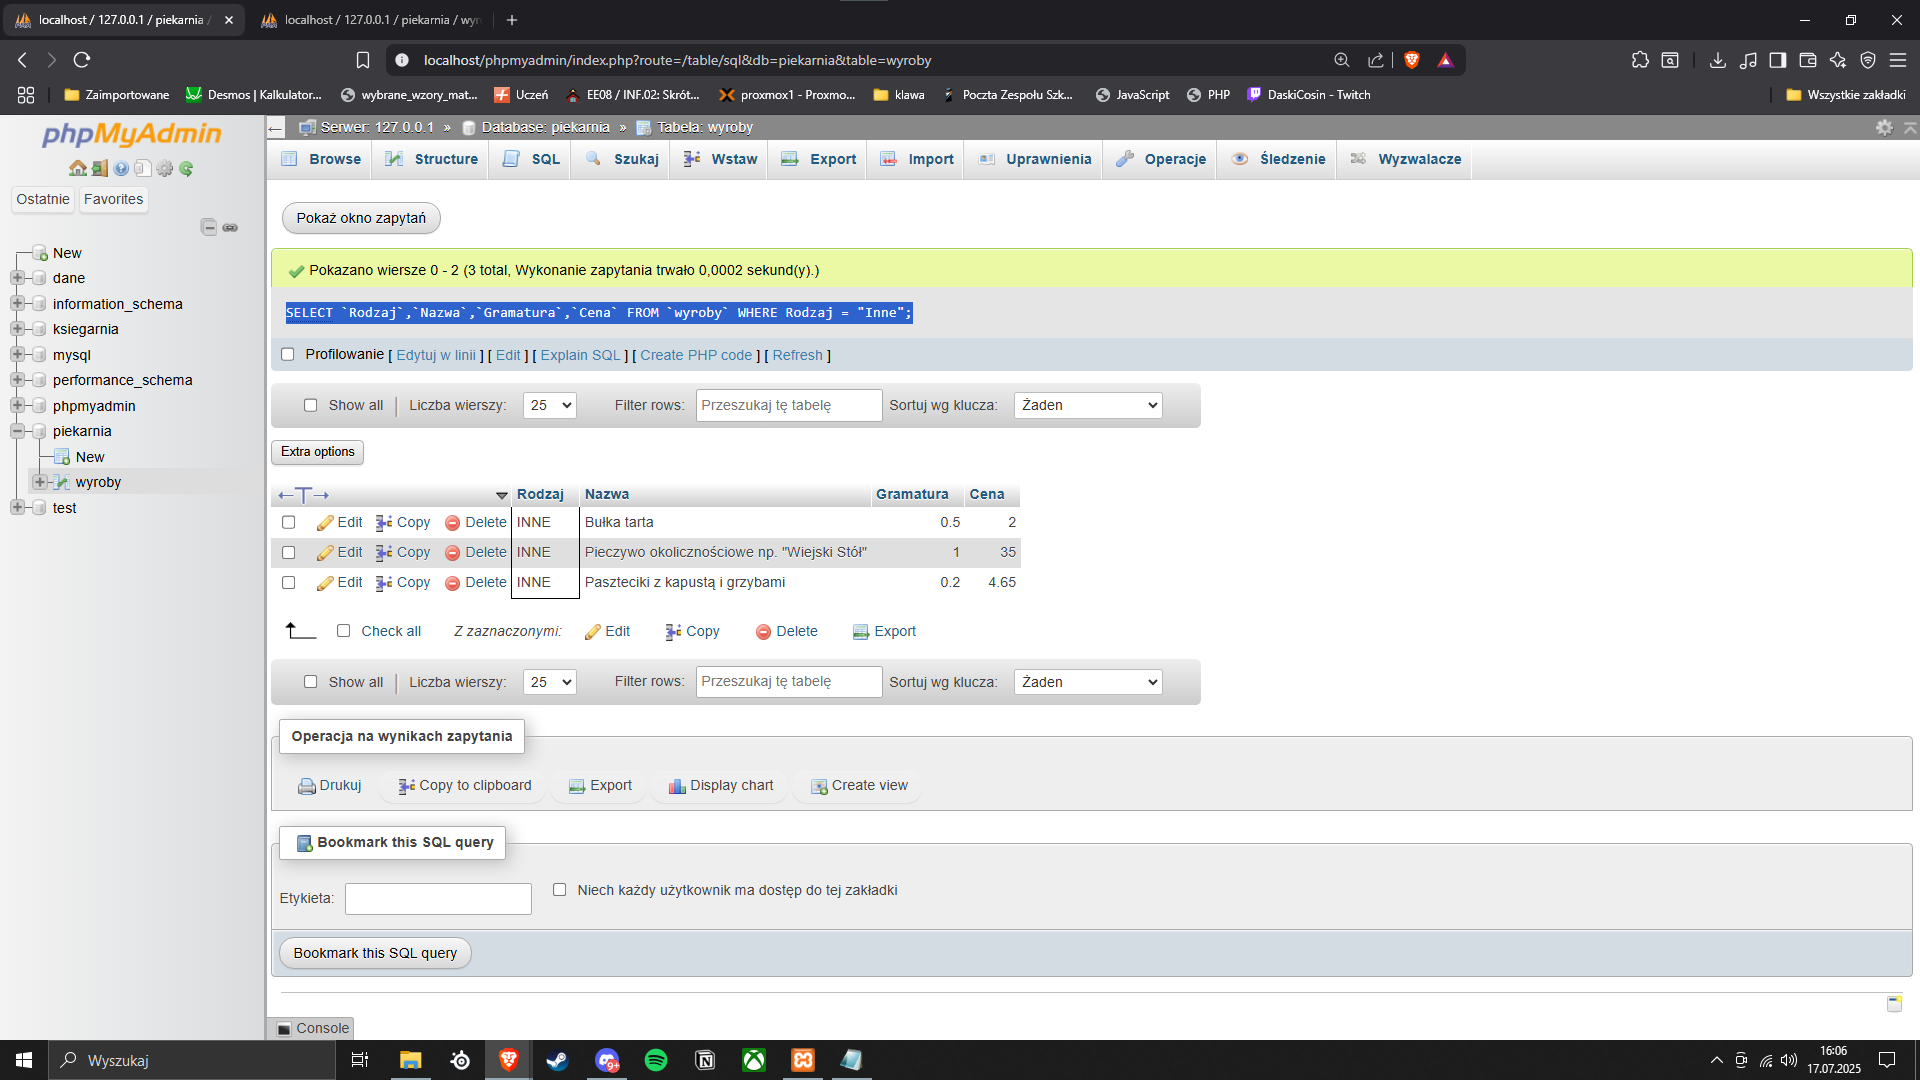 localhost / 127.0.0.1 / piekarnia /
localhost / 127.0.0.1 / piekarnia / wyr
localhost/phpmyadmin/index.php?route=/table/sql&db=piekarnia&table=wyroby
Zaimportowane
Desmos | Kalkulator...
wybrane_wzory_mat...
Uczeń
EE08 / INF.02: Skrót...
proxmox1 - Proxmo...
klawa
Poczta Zespołu Szk...
JavaScript
PHP
DaskiCosin - Twitch
Wszystkie zakładki
phpMyAdmin
Ostatnie
Favorites
New
dane
information_schema
ksiegarnia
mysql
performance_schema
phpmyadmin
piekarnia
New
wyroby
test
Serwer: 127.0.0.1 » Database: piekarnia » Tabela: wyroby
Browse
Structure
SQL
Szukaj
Wstaw
Export
Import
Uprawnienia
Operacje
Śledzenie
Wyzwalacze
Pokaż okno zapytań
Pokazano wiersze 0 - 2 (3 total, Wykonanie zapytania trwało 0,0002 sekund(y).)
SELECT `Rodzaj`,`Nazwa`,`Gramatura`,`Cena` FROM `wyroby` WHERE Rodzaj = "Inne";
Profilowanie [ Edytuj w linii ] [ Edit ] [ Explain SQL ] [ Create PHP code ] [ Refresh ]
Show all | Liczba wierszy: 25 Filter rows: Przeszukaj tę tabelę Sortuj wg klucza: Żaden
Extra options
←T→ Rodzaj Nazwa Gramatura Cena
Edit Copy Delete INNE Bułka tarta 0.5 2
Edit Copy Delete INNE Pieczywo okolicznościowe np. "Wiejski Stół" 1 35
Edit Copy Delete INNE Paszteciki z kapustą i grzybami 0.2 4.65
Check all Z zaznaczonymi: Edit Copy Delete Export
Show all | Liczba wierszy: 25 Filter rows: Przeszukaj tę tabelę Sortuj wg klucza: Żaden
Operacja na wynikach zapytania
Drukuj Copy to clipboard Export Display chart Create view
Bookmark this SQL query
Etykieta: Niech każdy użytkownik ma dostęp do tej zakładki
Bookmark this SQL query
Console
Wyszukaj
9+
16:06
17.07.2025